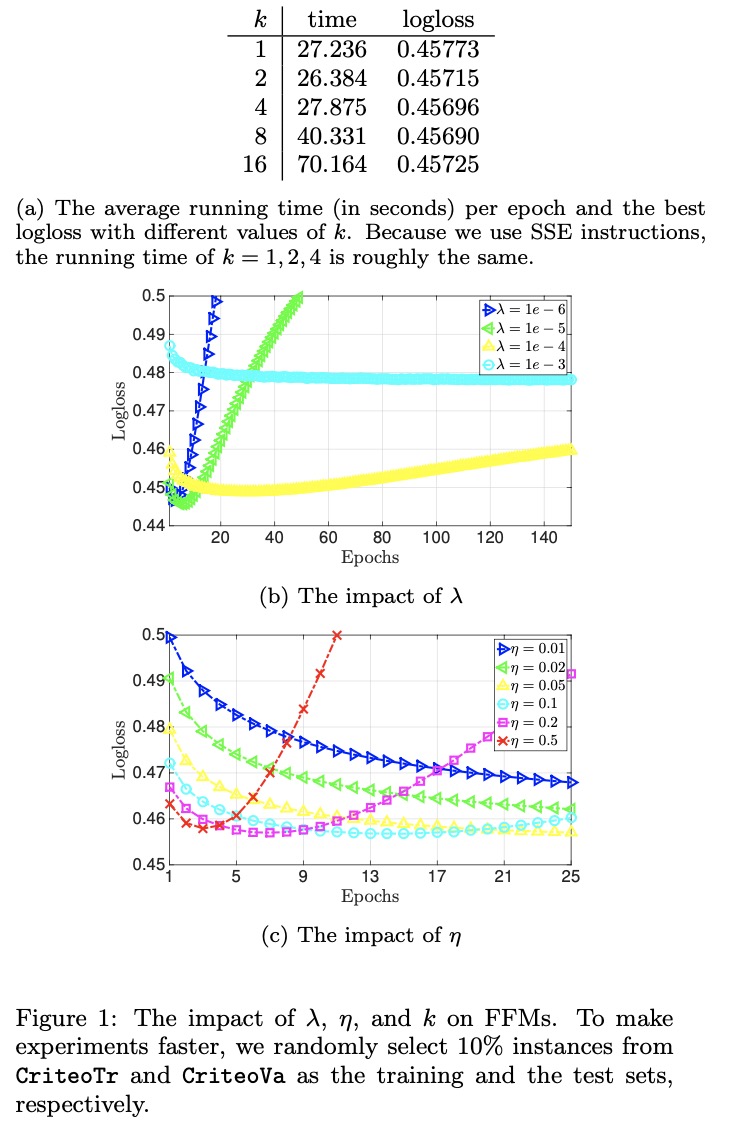 k time logloss
1 27.236 0.45773
2 26.384 0.45715
4 27.875 0.45696
8 40.331 0.45690
16 70.164 0.45725
(a) The average running time (in seconds) per epoch and the best
logloss with different values of k. Because we use SSE instructions,
the running time of k = 1, 2, 4 is roughly the same.
0.5
0.49
0.48
0.47
0.46
0.45
0.44
Logloss
λ = 1e − 6
λ = 1e − 5
λ = 1e − 4
λ = 1e − 3
20 40 60 80 100 120 140
Epochs
(b) The impact of λ
0.5
0.49
0.48
0.47
0.46
0.45
Logloss
η = 0.01
η = 0.02
η = 0.05
η = 0.1
η = 0.2
η = 0.5
1 5 9 13 17 21 25
Epochs
(c) The impact of η
Figure 1: The impact of λ, η, and k on FFMs. To make
experiments faster, we randomly select 10% instances from
CriteoTr and CriteoVa as the training and the test sets,
respectively.